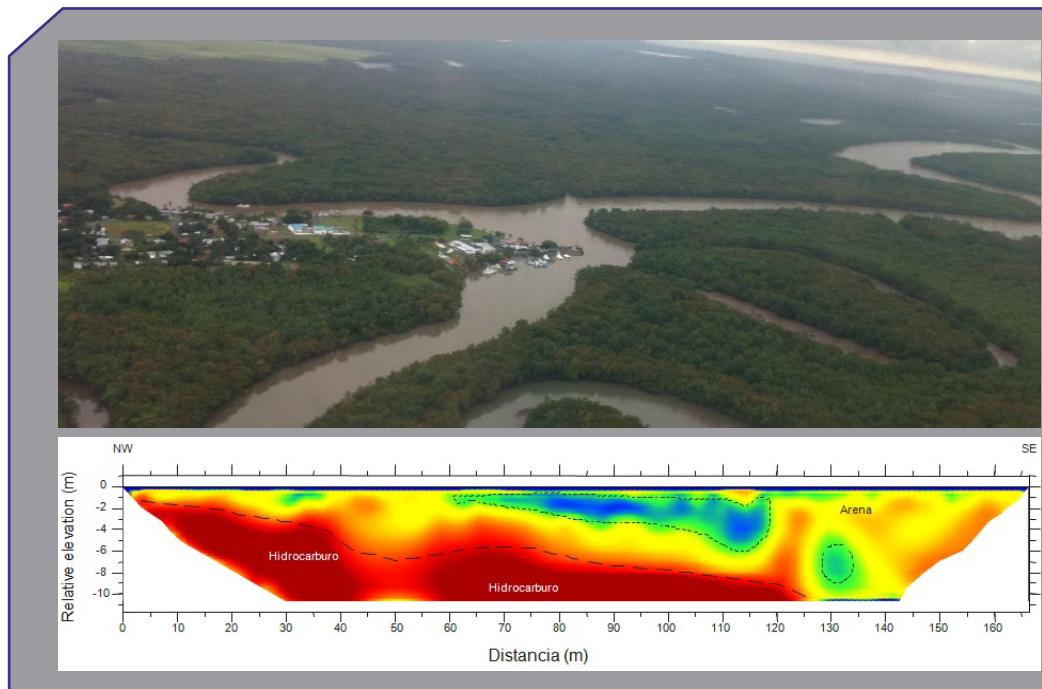 NW
SE
0 -2 -4 -6 -8 -10
Relative elevation (m)
Arena
Hidrocarburo
Hidrocarburo
0 10 20 30 40 50 60 70 80 90 100 110 120 130 140 150 160
Distancia (m)